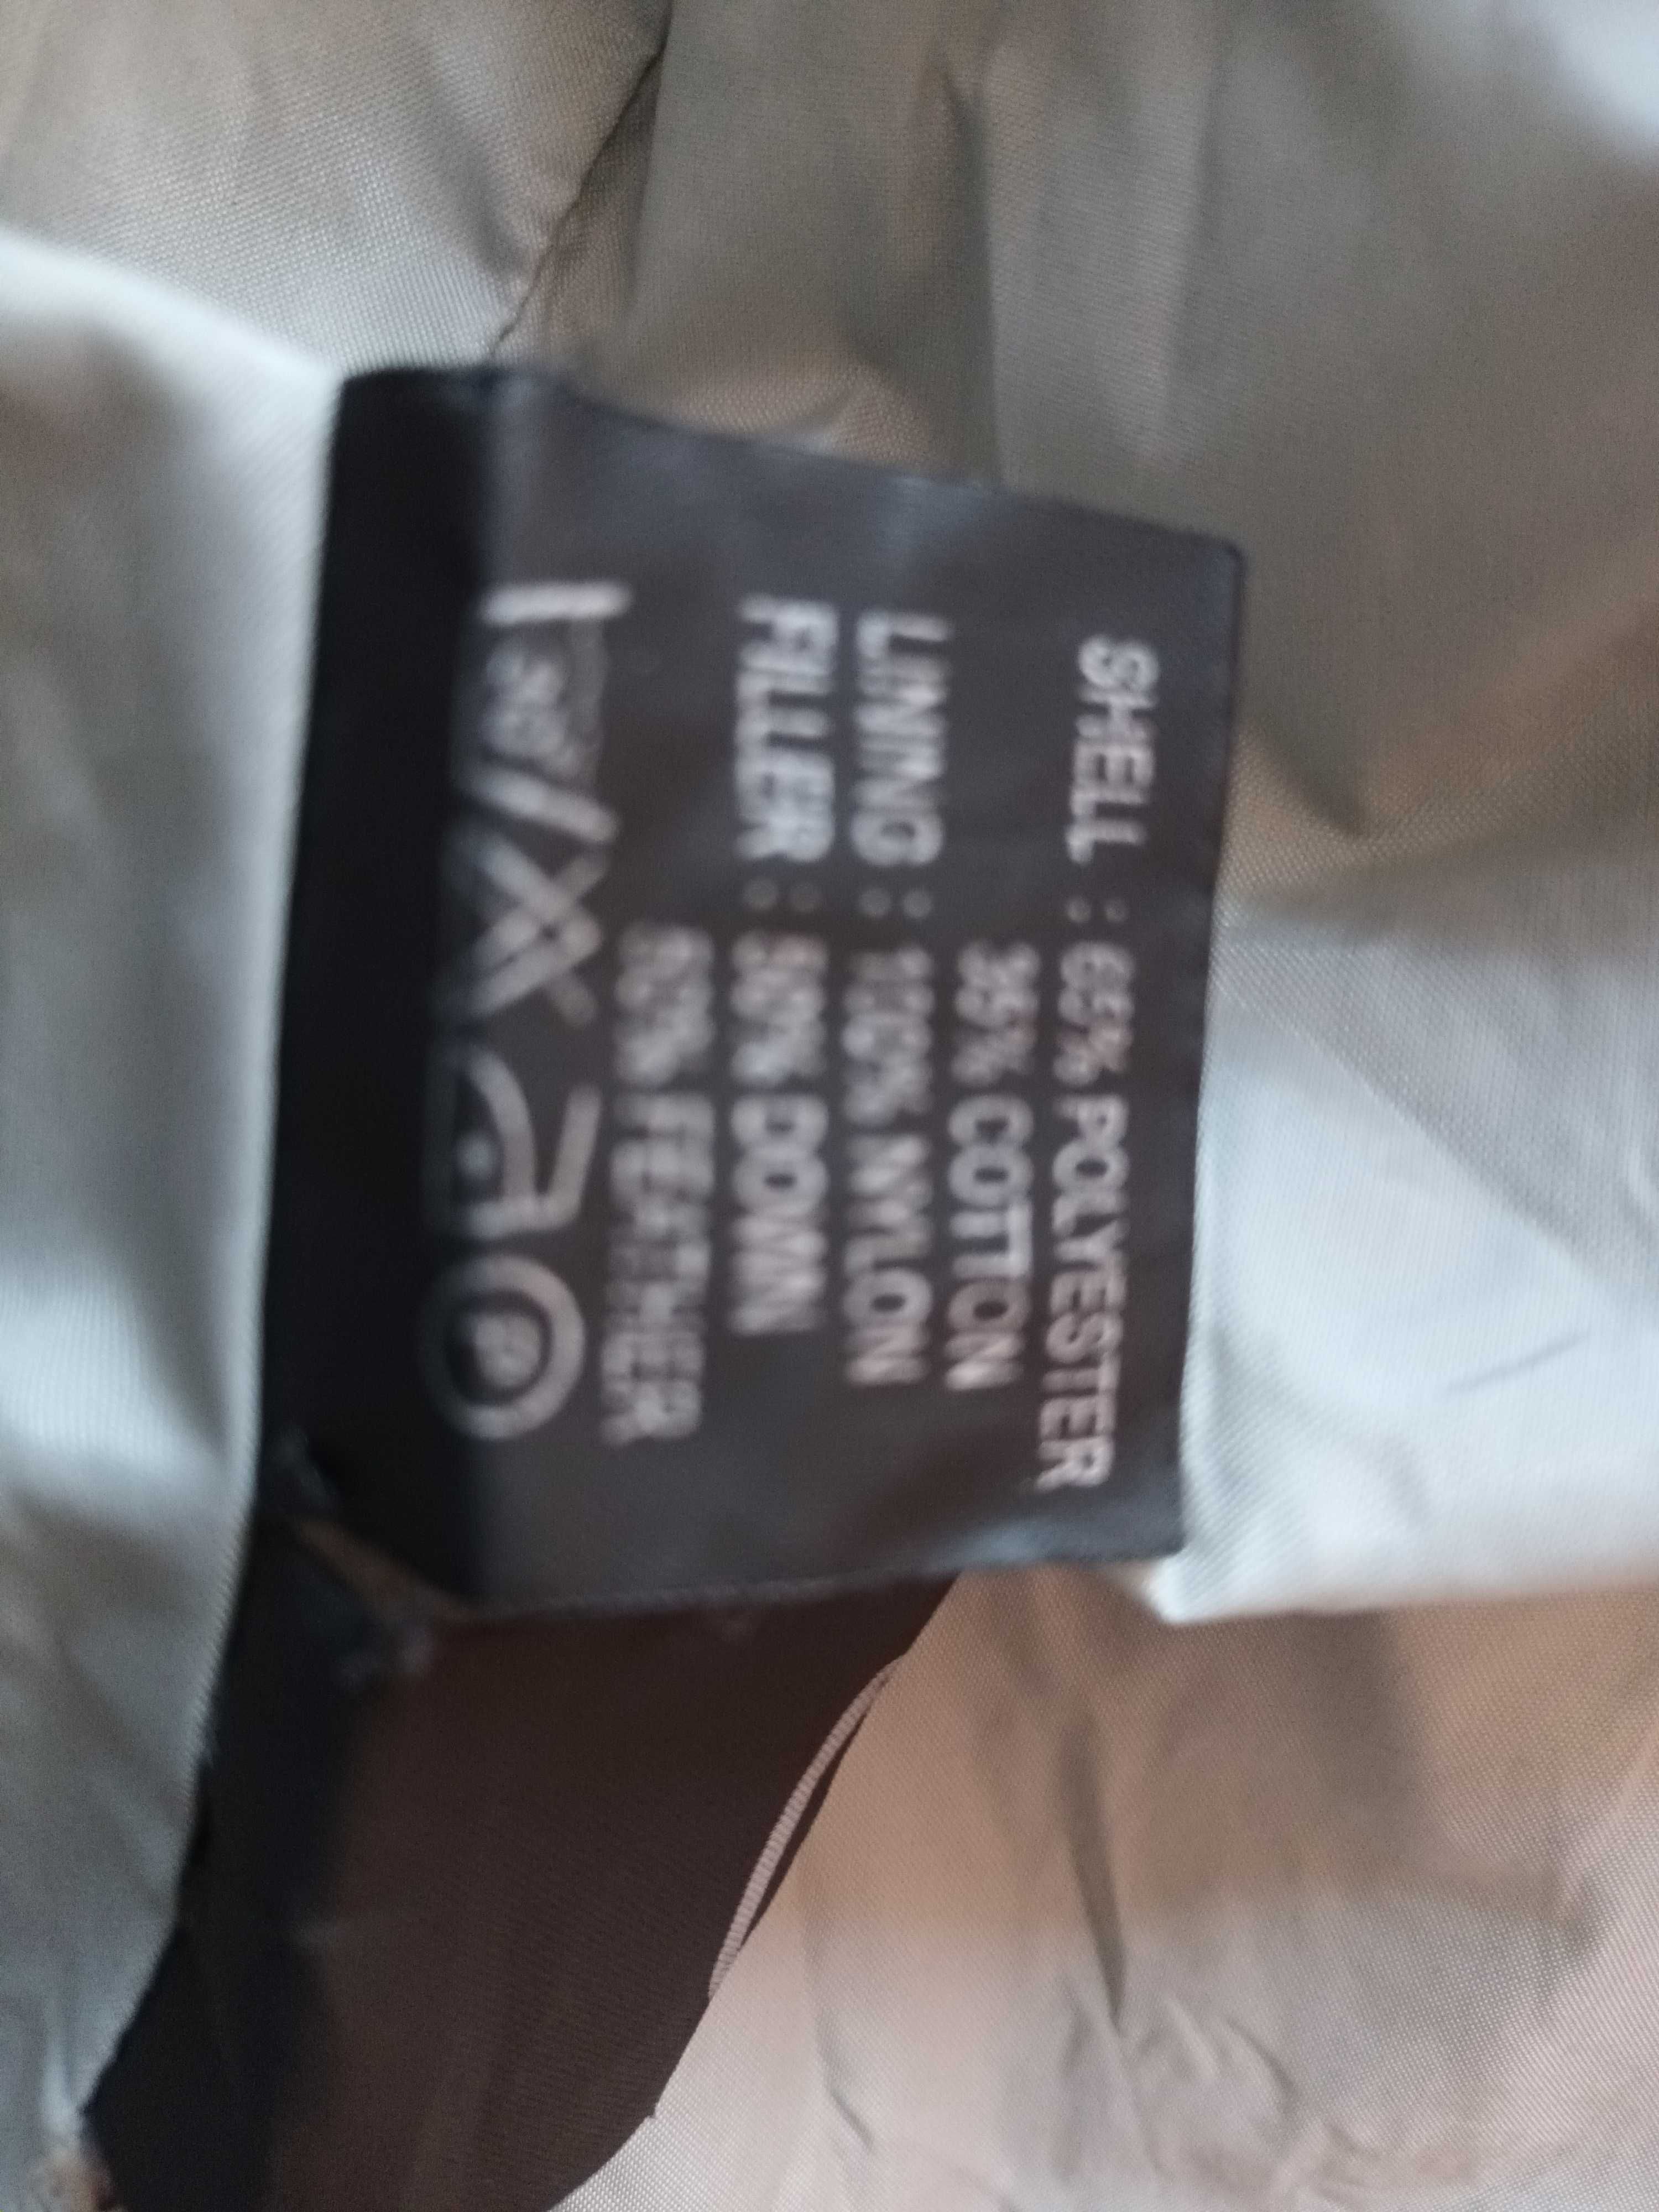 SHELL : 65% POLYESTER
35% COTTON
LINING : 100% NYLON
FILLER : 50% DOWN
50% FEATHER
P